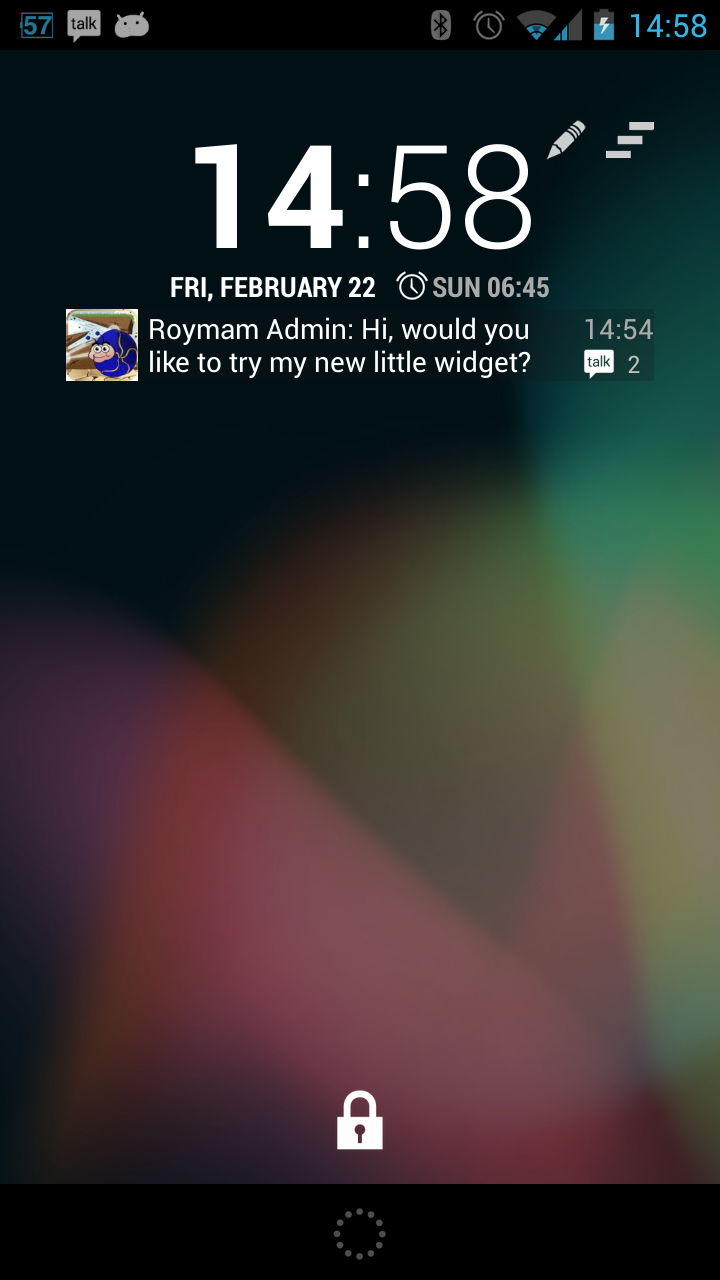 57 talk 14:58
14:58
FRI, FEBRUARY 22 SUN 06:45
Roymam Admin: Hi, would you 14:54
like to try my new little widget? talk 2